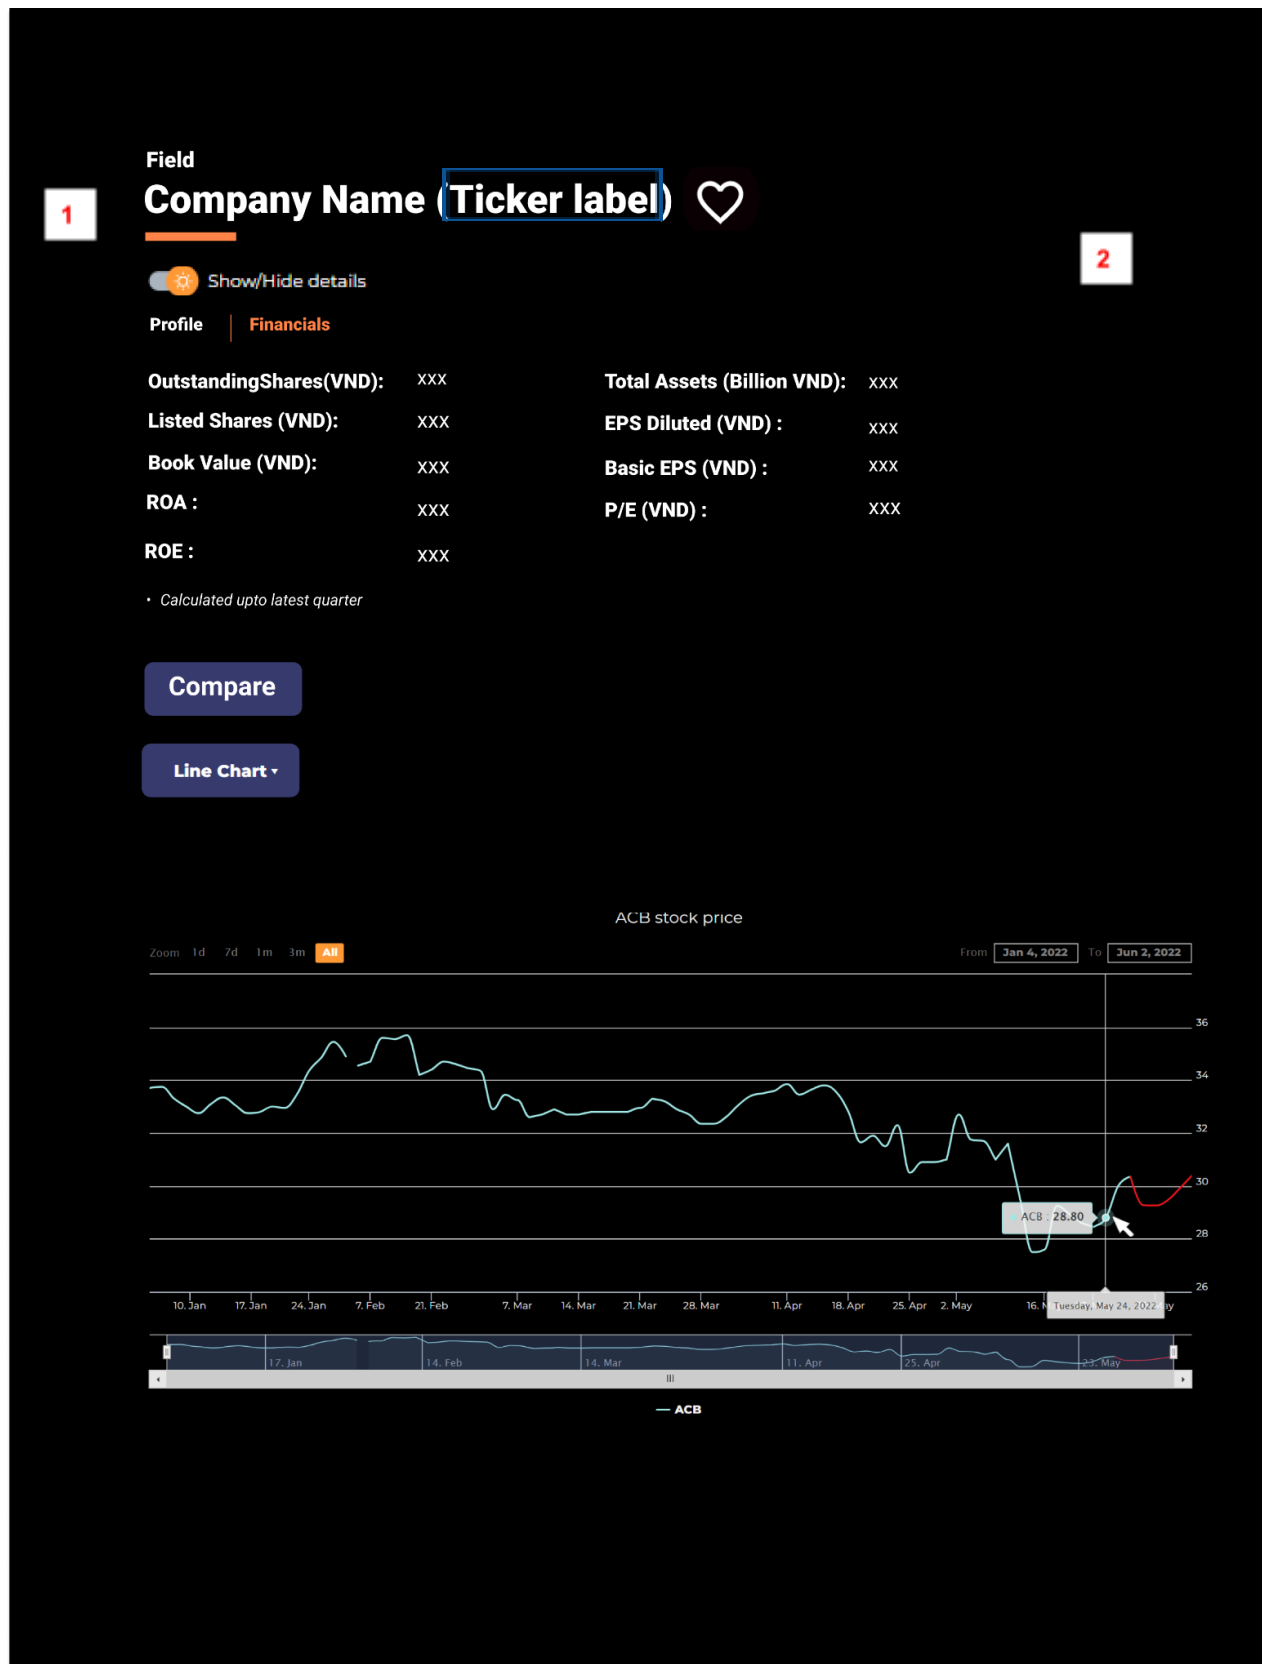 Field
1
Company Name (Ticker label)
2
Show/Hide details
Profile
Financials
OutstandingShares(VND): xxx Total Assets (Billion VND): xxx
Listed Shares (VND): xxx EPS Diluted (VND) : xxx
Book Value (VND): xxx Basic EPS (VND) : xxx
ROA : xxx P/E (VND) : xxx
ROE : xxx
• Calculated upto latest quarter
Compare
Line Chart ▾
ACB stock price
Zoom 1d 7d 1m 3m All From Jan 4, 2022 To Jun 2, 2022
36
34
32
30
ACB : 28.80
28
26
10. Jan 17. Jan 24. Jan 7. Feb 21. Feb 7. Mar 14. Mar 21. Mar 28. Mar 11. Apr 18. Apr 25. Apr 2. May 16.
Tuesday, May 24, 2022
17. Jan 14. Feb 14. Mar 11. Apr 25. Apr 23. May
ACB